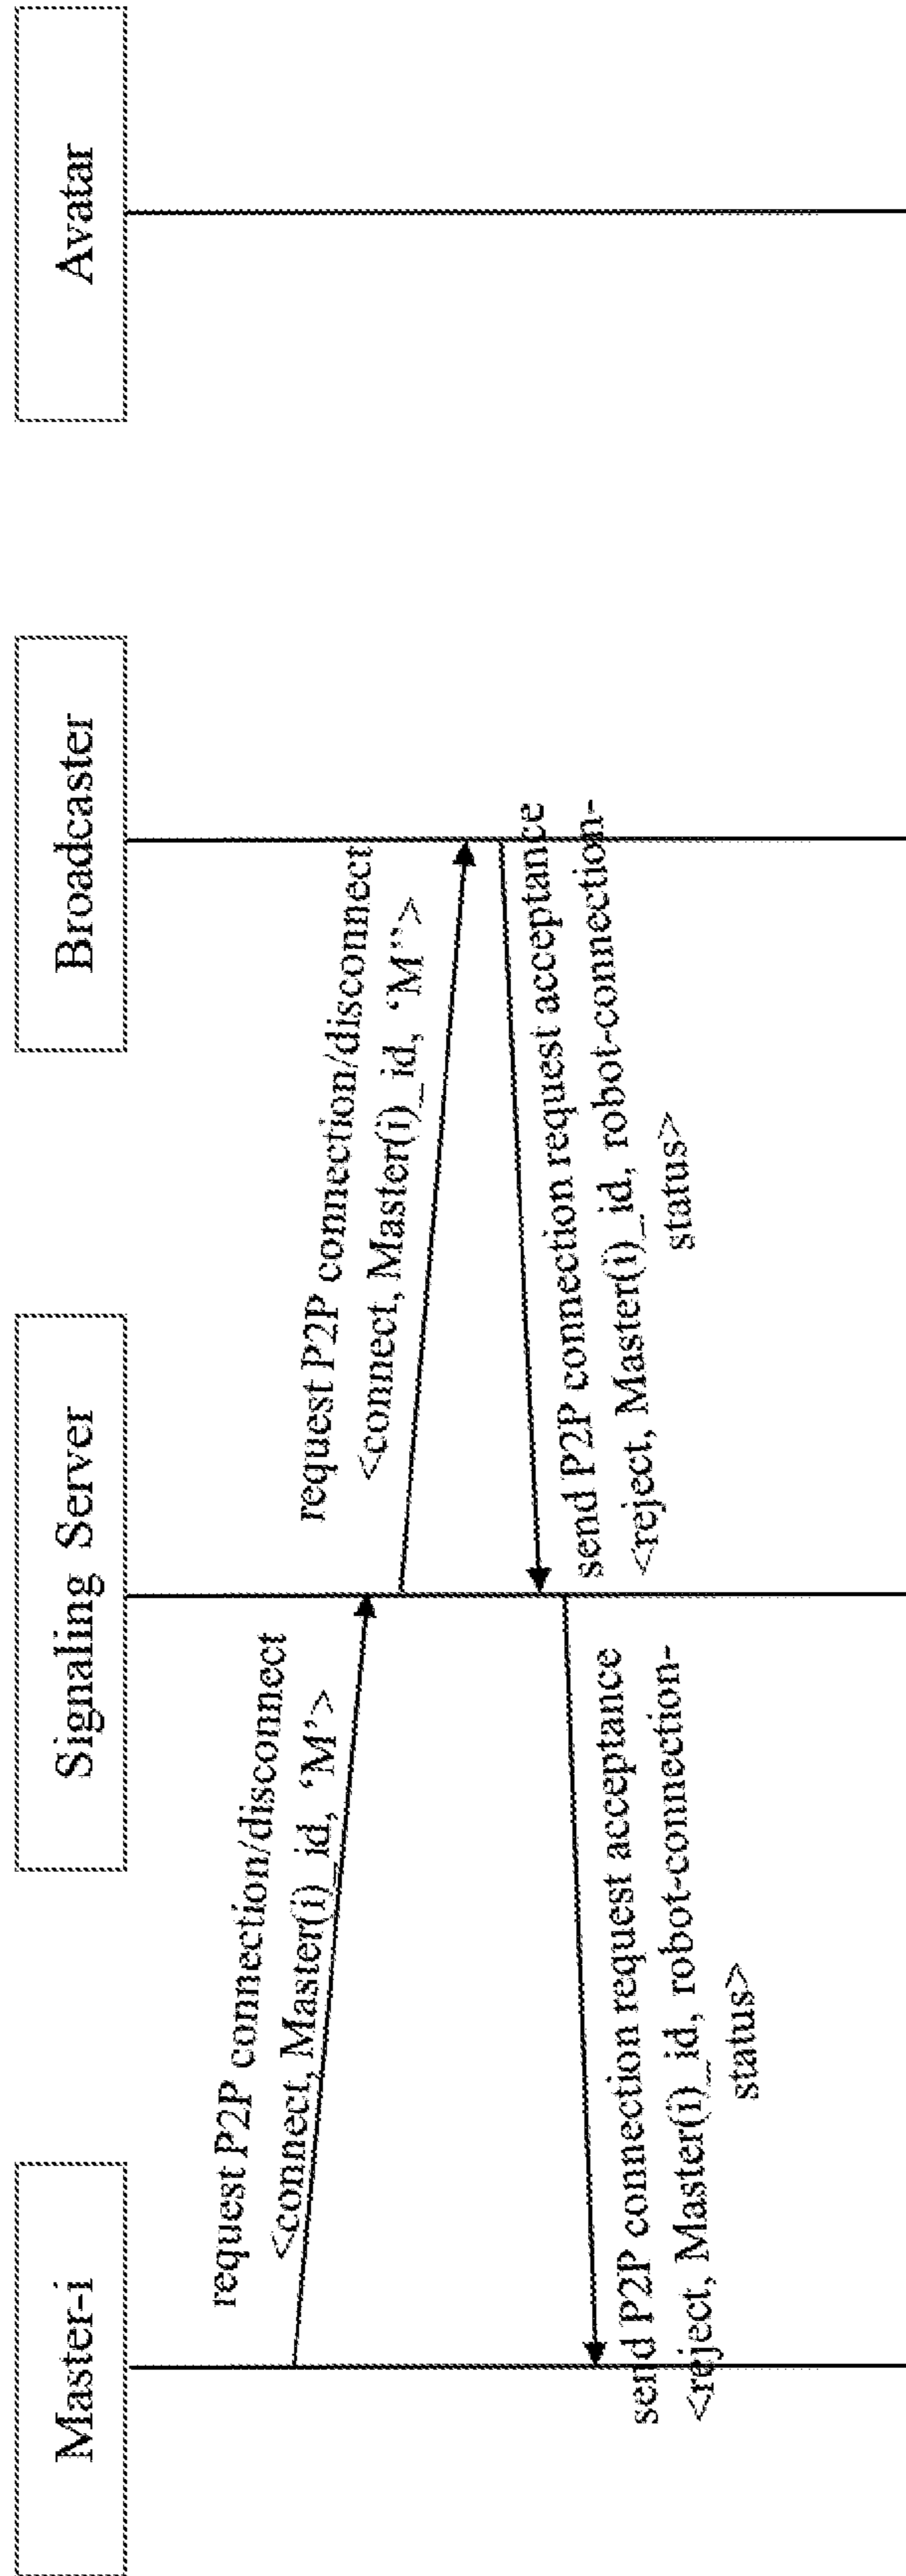 Master-i
Signaling Server
Broadcaster
Avatar
request P2P connection/disconnect
<connect, Master(i)_id, ‘M’>
request P2P connection/disconnect
<connect, Master(i)_id, ‘M”>
send P2P connection request acceptance
<reject, Master(i)_id, robot-connection-
status>
send P2P connection request acceptance
<reject, Master(i)_id, robot-connection-
status>